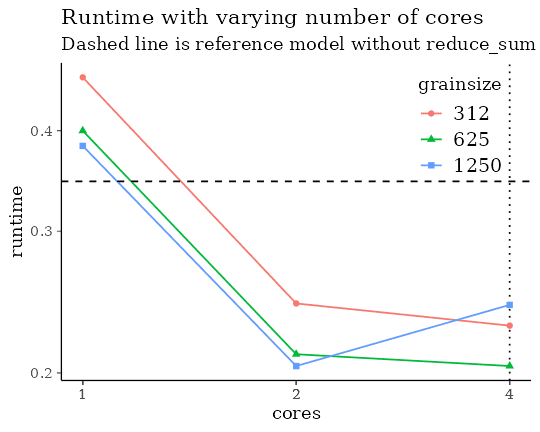 Runtime with varying number of cores
Dashed line is reference model without reduce_sum
grainsize
312
625
1250
0.4
0.3
0.2
runtime
1
2
4
cores